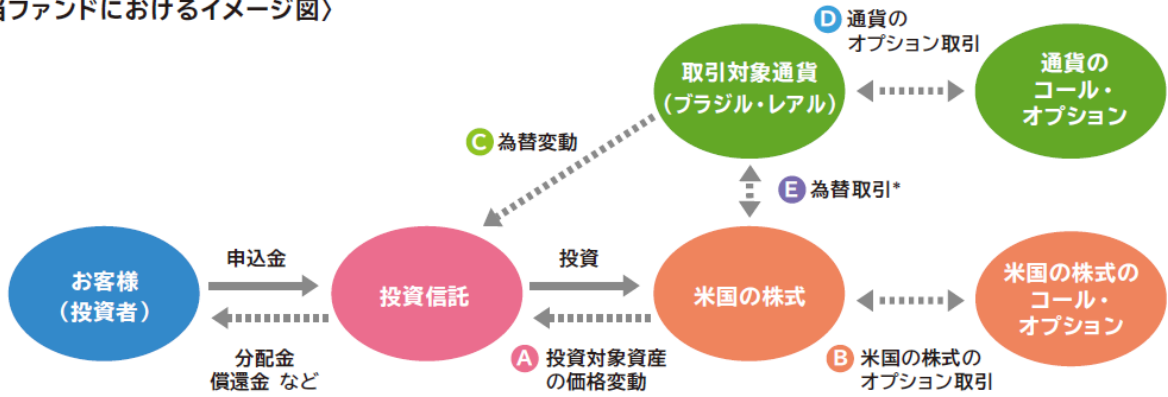 当ファンドにおけるイメージ図〉
D 通貨の
オプション取引
取引対象通貨
（ブラジル・レアル）
通貨の
コール・
オプション
C 為替変動
E 為替取引*
お客様
（投資者）
申込金
分配金
償還金 など
投資信託
投資
A 投資対象資産
の価格変動
米国の株式
B 米国の株式の
オプション取引
米国の株式の
コール・
オプション